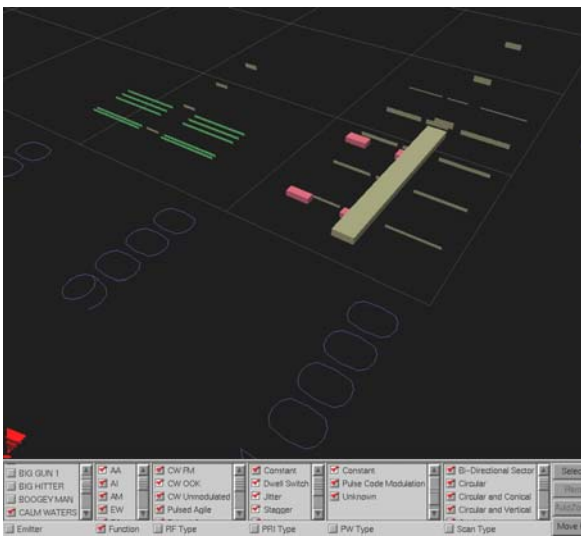 9000
000
BIG GUN 1
BIG HITTER
BOOGEY MAN
CALM WATERS
AA
AI
AM
EW
CW FM
CW OOK
CW Unmodulated
Pulsed Agile
Constant
Dwell Switch
Jitter
Stagger
Constant
Pulse Code Modulation
Unknown
Bi-Directional Sector
Circular
Circular and Conical
Circular and Vertical
Emitter
Function
RF Type
PRI Type
PW Type
Scan Type
Move